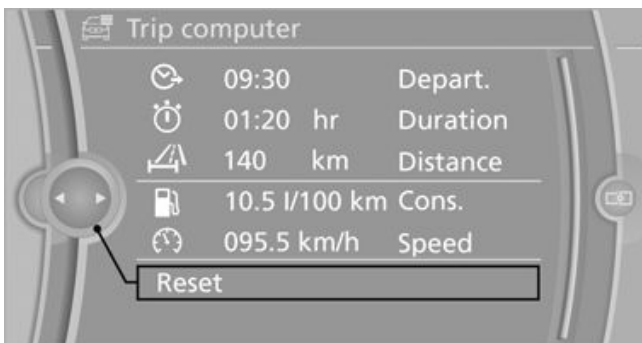 Trip computer
09:30 Depart.
01:20 hr Duration
140 km Distance
10.5 l/100 km Cons.
095.5 km/h Speed
Reset